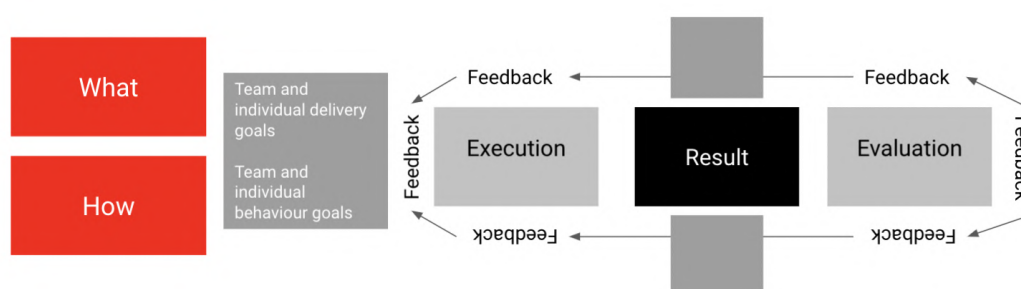 What
How
Team and
individual delivery
goals
Team and
individual
behaviour goals
Feedback
Feedback
Feedback
Execution
Result
Feedback
Evaluation
Feedback
Feedback